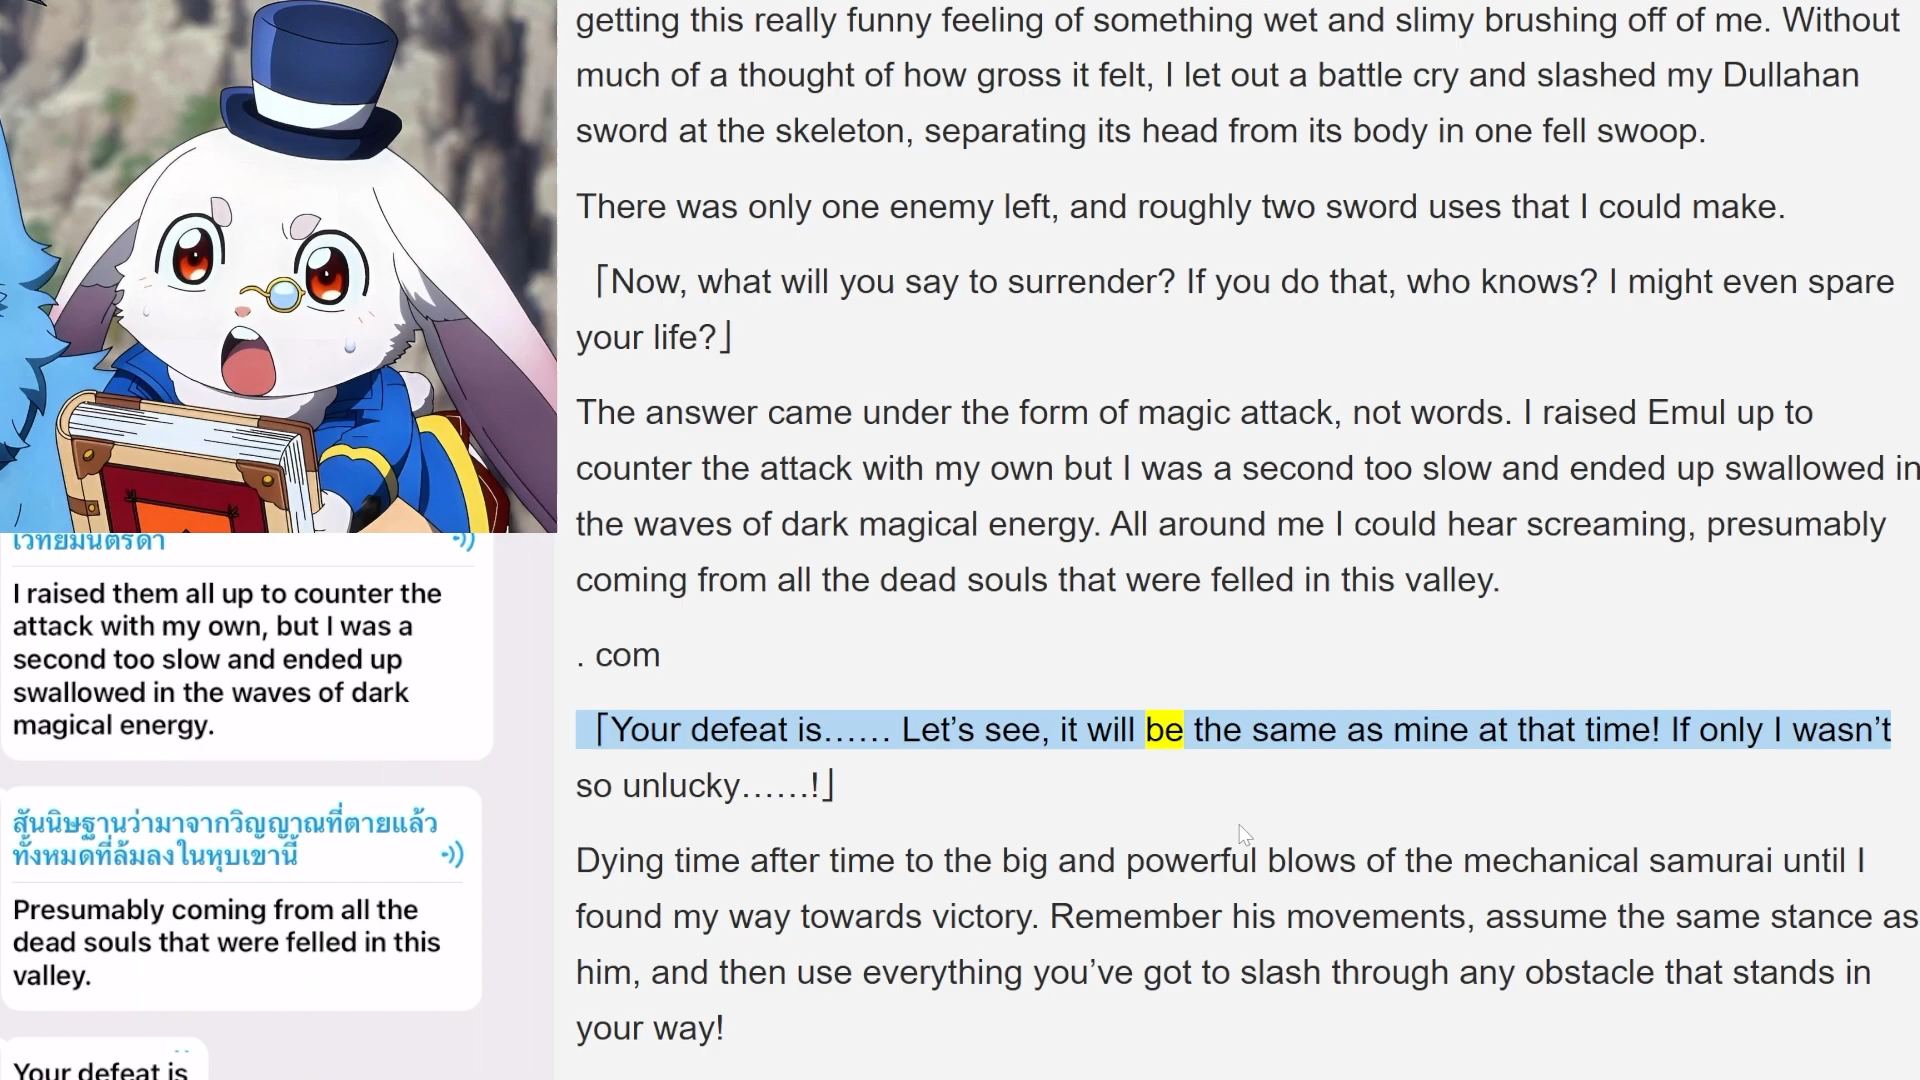 getting this really funny feeling of something wet and slimy brushing off of me. Without
much of a thought of how gross it felt, I let out a battle cry and slashed my Dullahan
sword at the skeleton, separating its head from its body in one fell swoop.
There was only one enemy left, and roughly two sword uses that I could make.
「Now, what will you say to surrender? If you do that, who knows? I might even spare
your life?」
The answer came under the form of magic attack, not words. I raised Emul up to
counter the attack with my own but I was a second too slow and ended up swallowed in
the waves of dark magical energy. All around me I could hear screaming, presumably
coming from all the dead souls that were felled in this valley.
. com
「Your defeat is…… Let’s see, it will be the same as mine at that time! If only I wasn’t
so unlucky……!」
Dying time after time to the big and powerful blows of the mechanical samurai until I
found my way towards victory. Remember his movements, assume the same stance as
him, and then use everything you’ve got to slash through any obstacle that stands in
your way!
I raised them all up to counter the
attack with my own, but I was a
second too slow and ended up
swallowed in the waves of dark
magical energy.
สันนิษฐานว่ามาจากวิญญาณที่ตายแล้ว
ทั้งหมดที่ล้มลงในหุบเขานี้
Presumably coming from all the
dead souls that were felled in this
valley.
Your defeat is